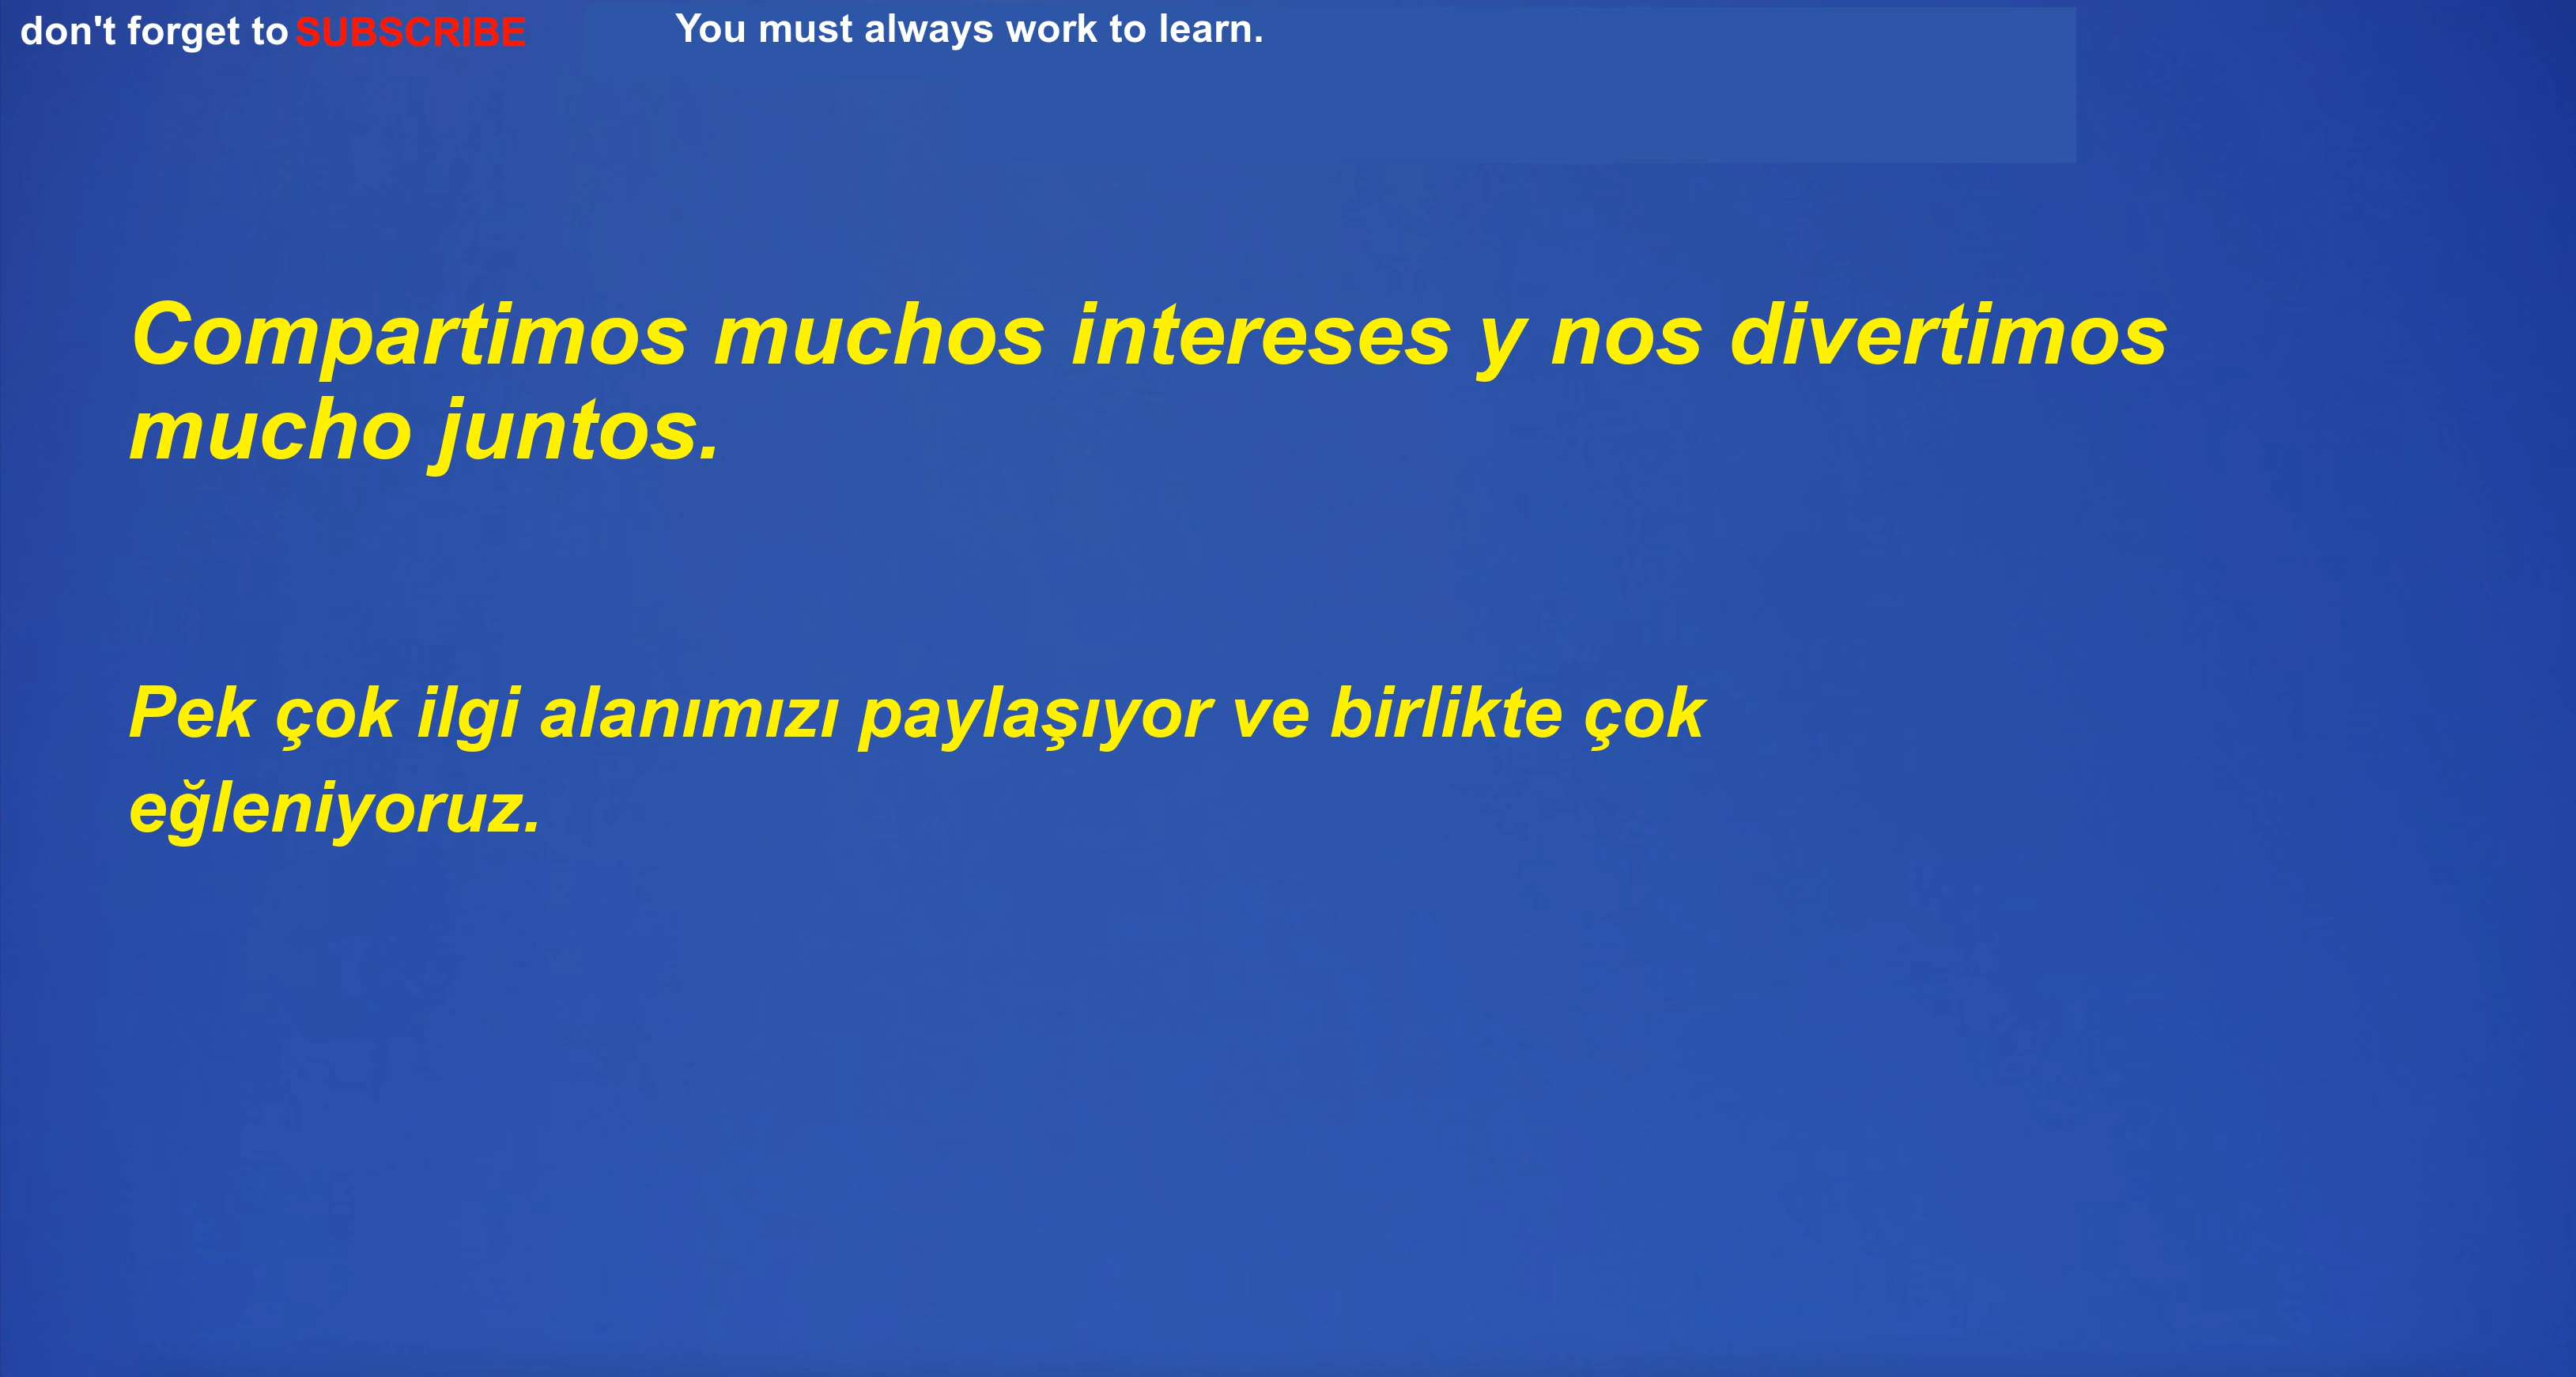 don't forget to SUBSCRIBE
You must always work to learn.
Compartimos muchos intereses y nos divertimos
mucho juntos.
Pek çok ilgi alanımızı paylaşıyor ve birlikte çok
eğleniyoruz.